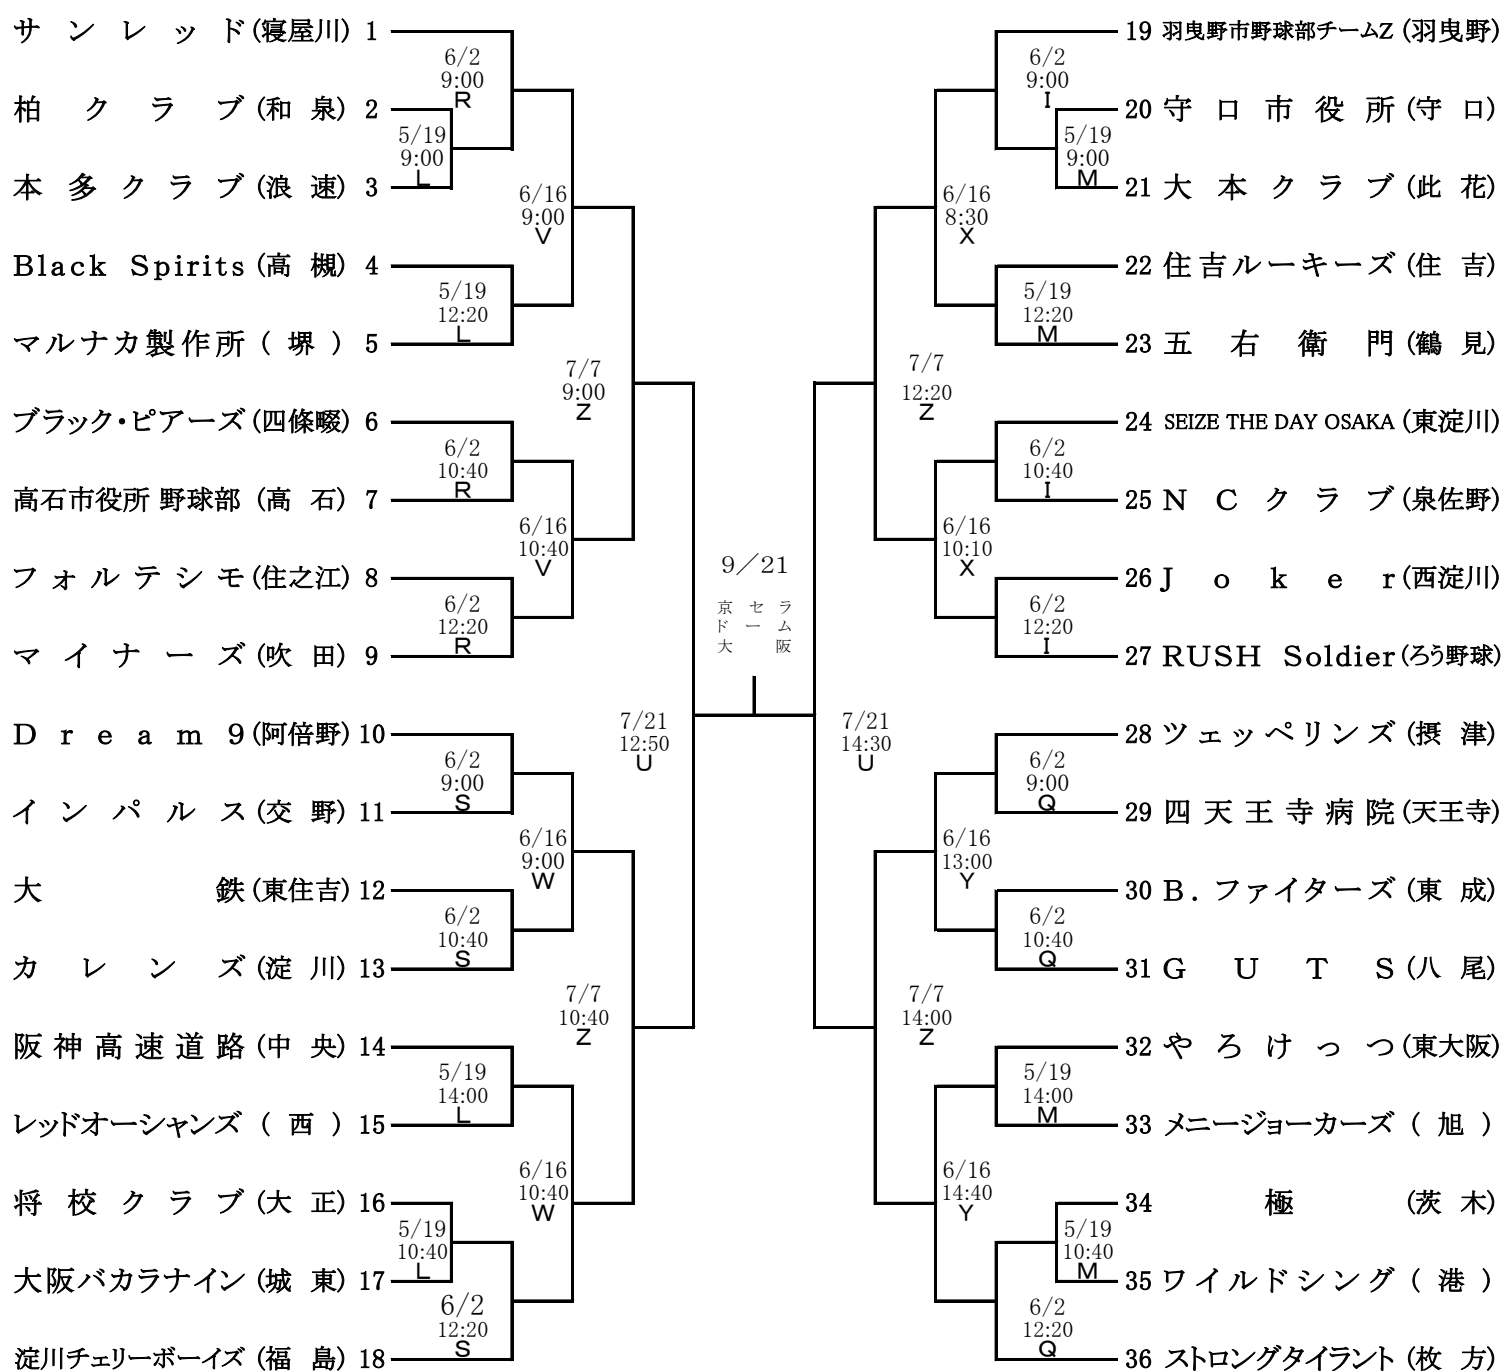 サンレッド(寝屋川) 1
6/2
9:00
R
柏クラブ(和泉) 2
5/19
9:00
L
本多クラブ(浪速) 3
6/16
9:00
V
Black Spirits(高槻) 4
5/19
12:20
L
マルナカ製作所(堺) 5
7/7
9:00
Z
ブラック・ピアーズ(四條畷) 6
6/2
10:40
R
高石市役所 野球部(高石) 7
6/16
10:40
V
フォルテシモ(住之江) 8
6/2
12:20
R
マイナーズ(吹田) 9
7/21
12:50
U
Dream9(阿倍野) 10
6/2
9:00
S
インパルス(交野) 11
6/16
9:00
W
大鉄(東住吉) 12
6/2
10:40
S
カレンズ(淀川) 13
7/7
10:40
Z
阪神高速道路(中央) 14
5/19
14:00
L
レッドオーシャンズ(西) 15
6/16
10:40
W
将校クラブ(大正) 16
5/19
10:40
L
大阪バカラナイン(城東) 17
6/2
12:20
S
淀川チェリーボーイズ(福島) 18
9/21
京セラ
ドーム
大阪
19 羽曳野市野球部チームZ(羽曳野)
6/2
9:00
I
20 守口市役所(守口)
5/19
9:00
M
21 大本クラブ(此花)
6/16
8:30
X
22 住吉ルーキーズ(住吉)
5/19
12:20
M
23 五右衛門(鶴見)
7/7
12:20
Z
24 SEIZE THE DAY OSAKA(東淀川)
6/2
10:40
I
25 NCクラブ(泉佐野)
6/16
10:10
X
26 Joker(西淀川)
6/2
12:20
I
27 RUSH Soldier(ろう野球)
7/21
14:30
U
28 ツェッペリンズ(摂津)
6/2
9:00
Q
29 四天王寺病院(天王寺)
6/16
13:00
Y
30 B.ファイターズ(東成)
6/2
10:40
Q
31 GUTS(八尾)
7/7
14:00
Z
32 やろけっつ(東大阪)
5/19
14:00
M
33 メニージョーカーズ(旭)
6/16
14:40
Y
34 極(茨木)
5/19
10:40
M
35 ワイルドシング(港)
6/2
12:20
Q
36 ストロングタイラント(枚方)